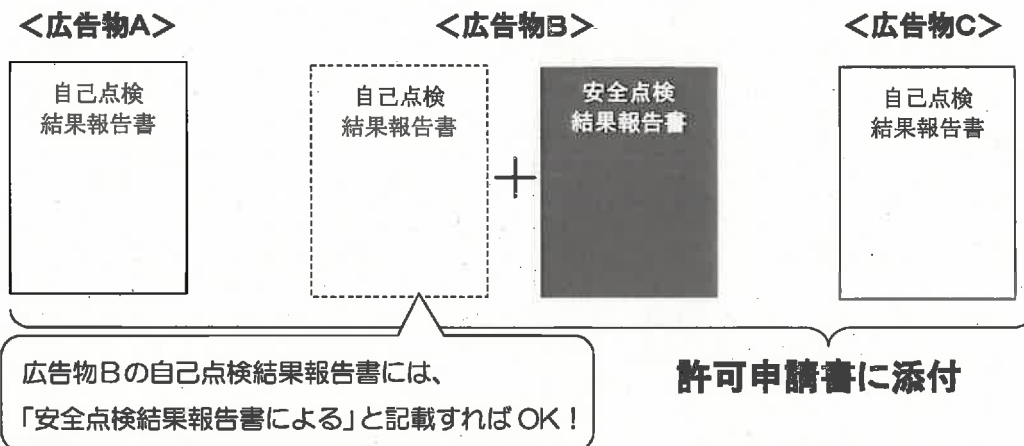 ＜広告物A＞
＜広告物B＞
＜広告物C＞
自己点検
結果報告書
自己点検
結果報告書
＋
安全点検
結果報告書
自己点検
結果報告書
広告物Bの自己点検結果報告書には、
「安全点検結果報告書による」と記載すればOK！
許可申請書に添付